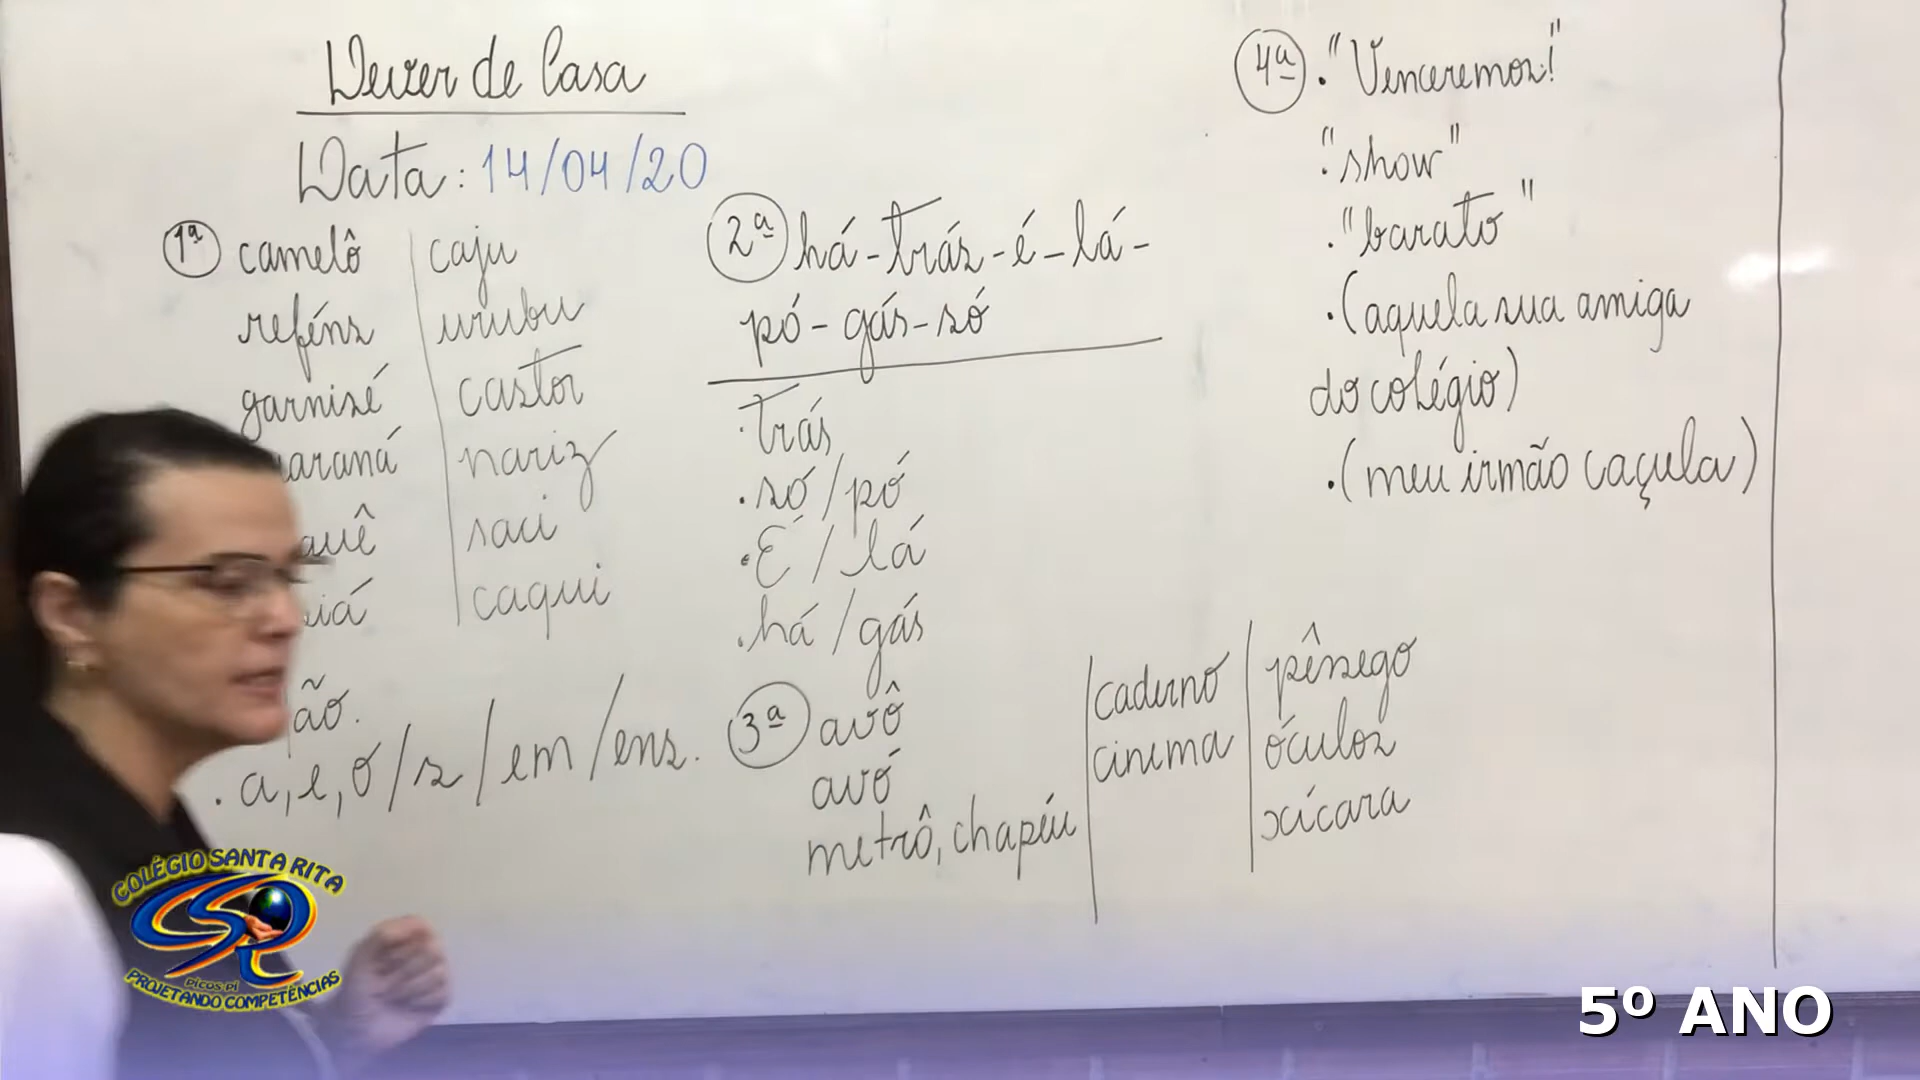 Dever de Casa
Data: 14/04/20
1ª camelô | caju
reféns | urubu
garnisé | castor
nariz
saci
caqui
. a, e, o / s / em / ens.
2ª há - trás - é - lá -
pó - gás - só
. trás
. só / pó
. É / lá
. há / gás
3ª avô
avó
metrô, chapéu
caderno
cinema
pêssego
óculos
xícara
4ª . "Venceremos!"
. "show"
. "barato"
. (aquela sua amiga
do colégio)
. (meu irmão caçula)
COLÉGIO SANTA RITA
CSR
PICOS-PI
PROJETANDO COMPETÊNCIAS
5º ANO